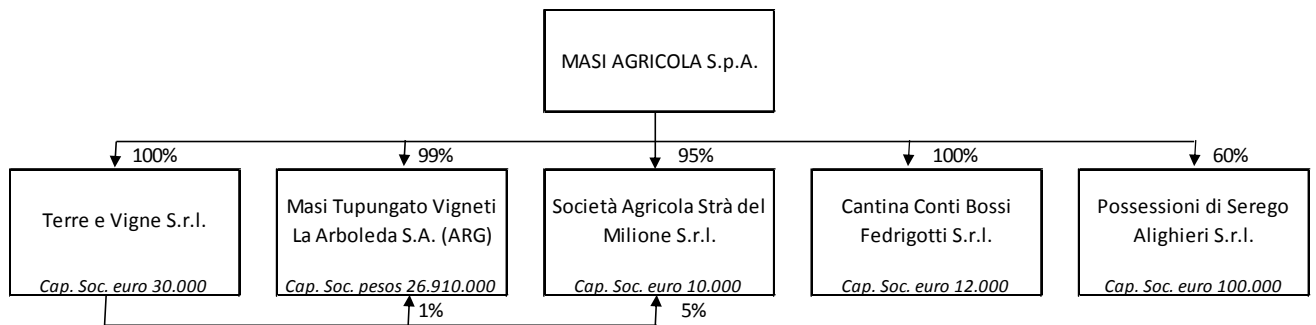 MASI AGRICOLA S.p.A.
100%
99%
95%
100%
60%
Terre e Vigne S.r.l.
Cap. Soc. euro 30.000
Masi Tupungato Vigneti
La Arboleda S.A. (ARG)
Cap. Soc. pesos 26.910.000
Società Agricola Strà del
Milione S.r.l.
Cap. Soc. euro 10.000
Cantina Conti Bossi
Fedrigotti S.r.l.
Cap. Soc. euro 12.000
Possessioni di Serego
Alighieri S.r.l.
Cap. Soc. euro 100.000
1%
5%